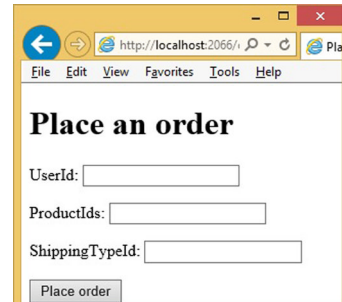 http://localhost:2066/
Pla
File Edit View Favorites Tools Help
Place an order
UserId:
ProductIds:
ShippingTypeId:
Place order